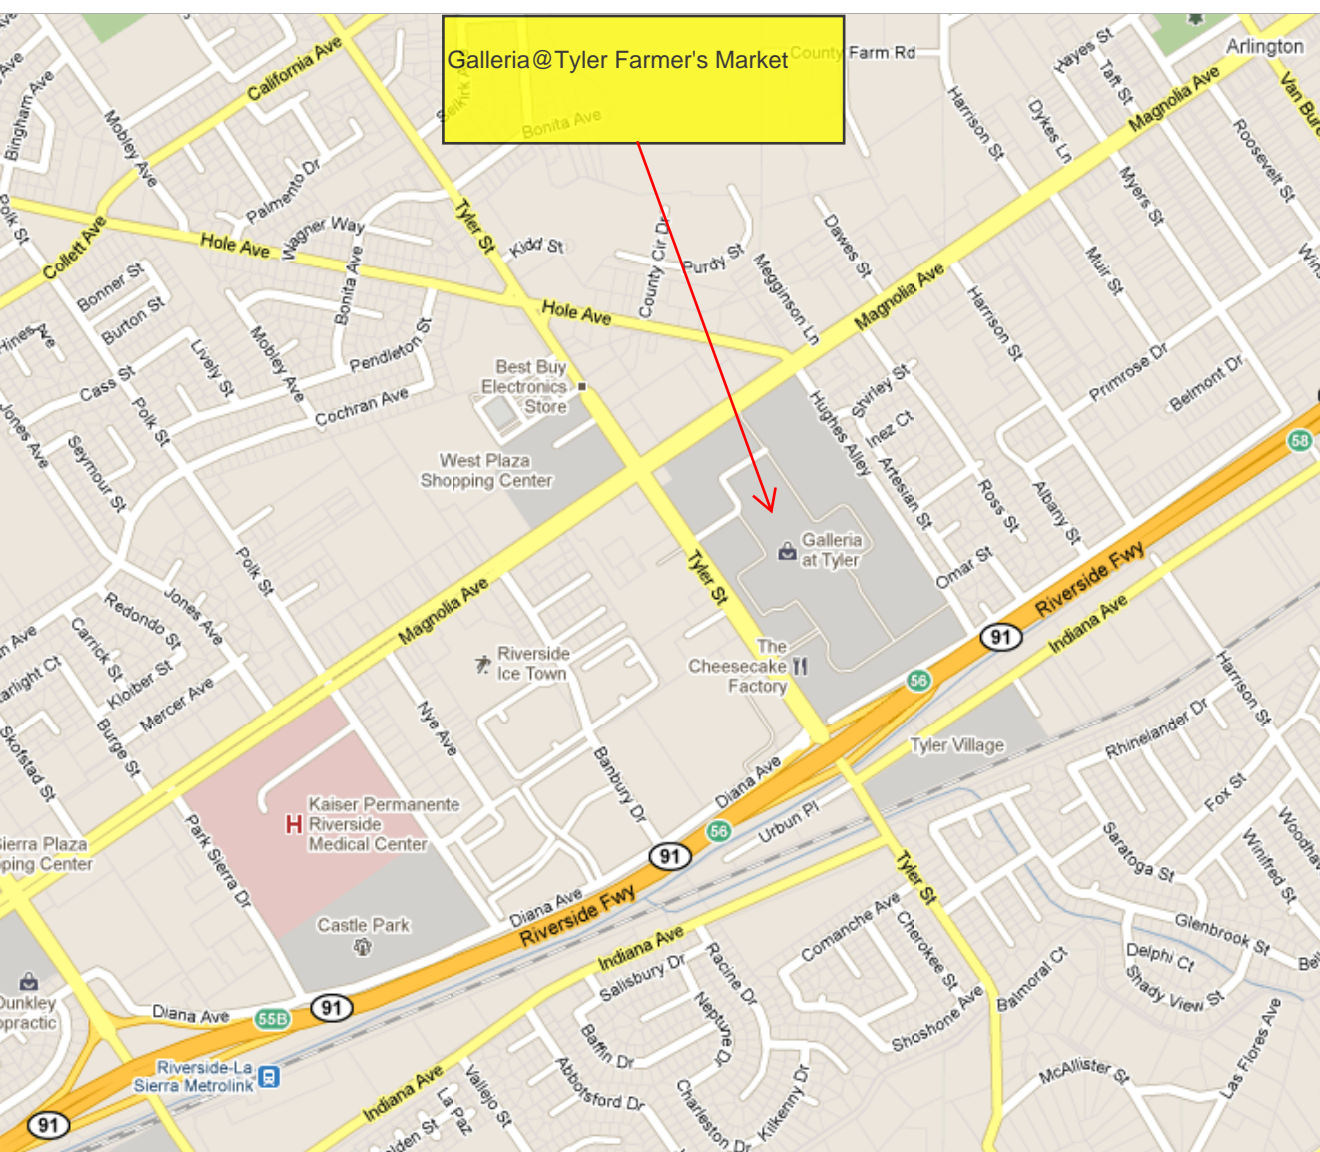 Galleria@Tyler Farmer's Market
County Farm Rd
Hayes St
Arlington
California Ave
Bonita Ave
Taft St
Magnolia Ave
Bingham Ave
Mobley Ave
Harrison St
Dykes Ln
Roosevelt St
Palmento Dr
Myers St
Polk St
Collett Ave
Hole Ave
Wagner Way
Tyler St
Kidd St
County Cir Dr
Purdy St
Megginson Ln
Dawes St
Muir St
Bonner St
Burton St
Bonita Ave
Hole Ave
Magnolia Ave
Harrison St
Lively St
Mobley Ave
Pendleton St
Cass St
Cochran Ave
Best Buy
Electronics
Store
Shirley St
Primrose Dr
Belmont Dr
Hughes Alley
Inez Ct
Jones Ave
Polk St
Seymour St
West Plaza
Shopping Center
Artesian St
Ross St
Albany St
58
Galleria
at Tyler
Omar St
Riverside Fwy
Polk St
Tyler St
Jones Ave
Redondo St
Carrick St
Kloiber St
Mercer Ave
Magnolia Ave
91
Indiana Ave
Riverside
Ice Town
The
Cheesecake
Factory
56
Harrison St
Nye Ave
Burge St
Skofstad St
Tyler Village
Rhinelander Dr
Banbury Dr
Diana Ave
Fox St
Kaiser Permanente
Riverside
Medical Center
H
Park Sierra Dr
56
Urbun Pl
91
Saratoga St
Winifred St
Tyler St
Castle Park
Diana Ave
Riverside Fwy
Indiana Ave
Comanche Ave
Cherokee St
Glenbrook St
Delphi Ct
Shady View St
Salisbury Dr
Racine Dr
Neptune Dr
Balmoral Ct
Shoshone Ave
Diana Ave
55B
91
Riverside-La
Sierra Metrolink
Baffin Dr
Abbotsford Dr
Charleston Dr
Kilkenny Dr
McAllister St
Las Flores Ave
Indiana Ave
Vallejo St
La Paz
91